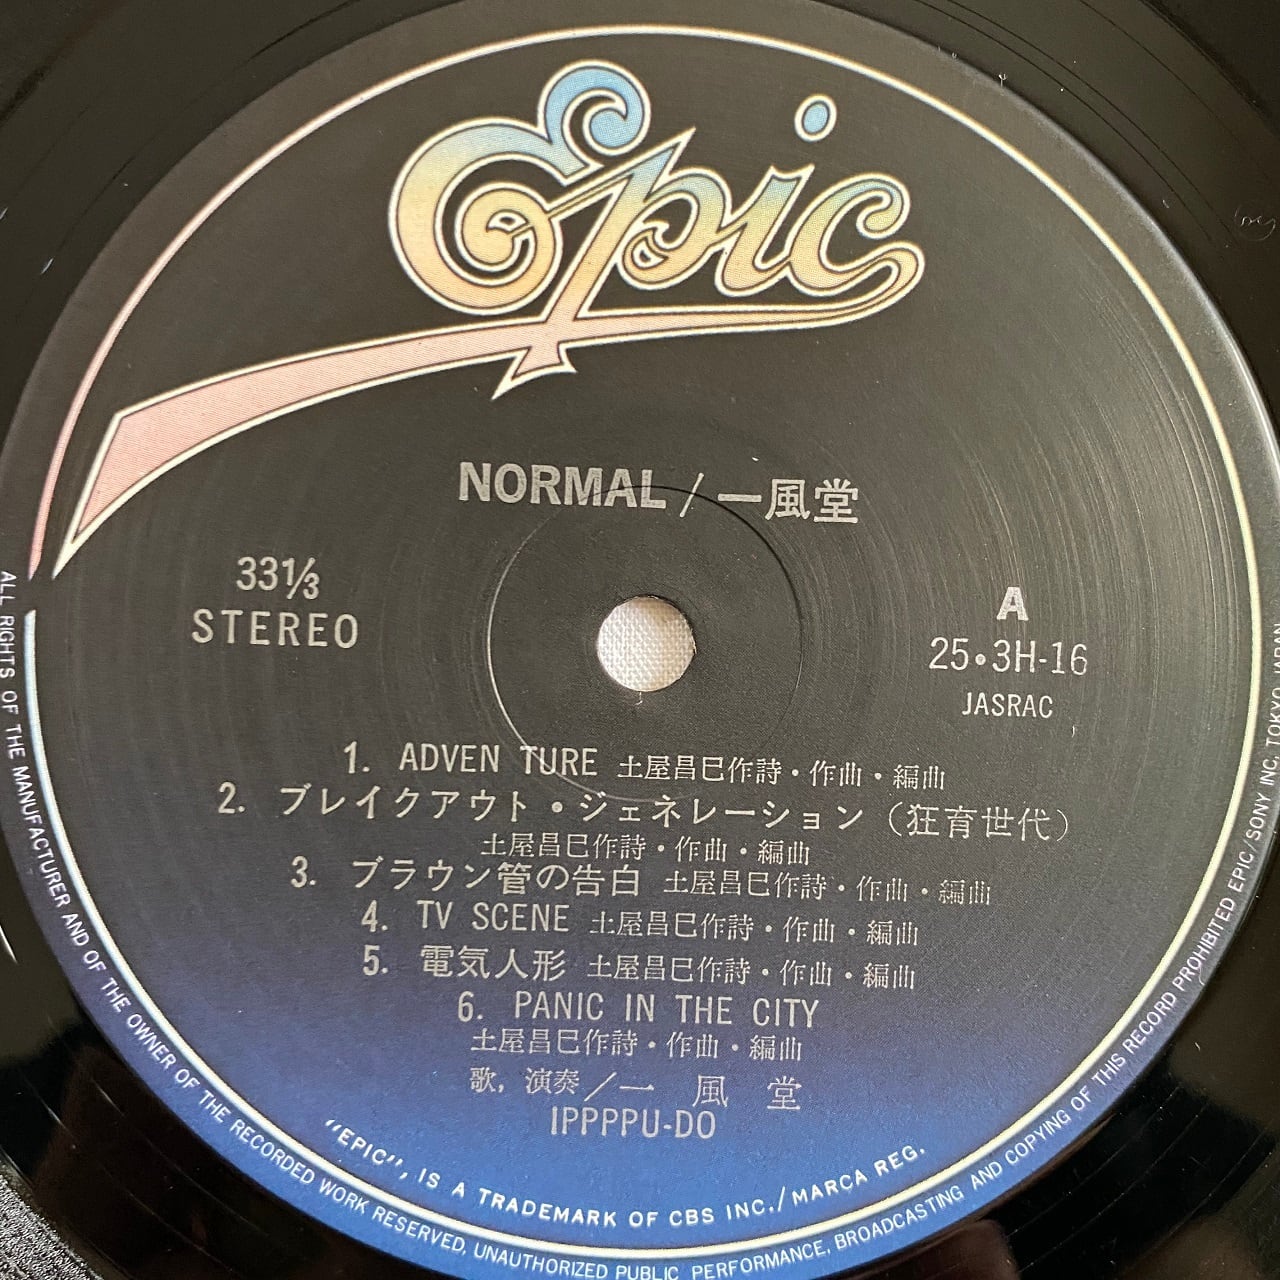 Epic
NORMAL / 一風堂
33⅓
STEREO
A
25・3H-16
JASRAC
1. ADVEN TURE 土屋昌巳作詩・作曲・編曲
2. ブレイクアウト・ジェネレーション（狂育世代）
土屋昌巳作詩・作曲・編曲
3. ブラウン管の告白 土屋昌巳作詩・作曲・編曲
4. TV SCENE 土屋昌巳作詩・作曲・編曲
5. 電気人形 土屋昌巳作詩・作曲・編曲
6. PANIC IN THE CITY
土屋昌巳作詩・作曲・編曲
歌，演奏／一風堂
IPPPPU-DO
"EPIC", IS A TRADEMARK OF CBS INC./MARCA REG.
ALL RIGHTS OF THE MANUFACTURER AND OF THE OWNER OF THE RECORDED WORK RESERVED. UNAUTHORIZED PUBLIC PERFORMANCE, BROADCASTING AND COPYING OF THIS RECORD PROHIBITED EPIC/SONY INC. TOKYO JAPAN